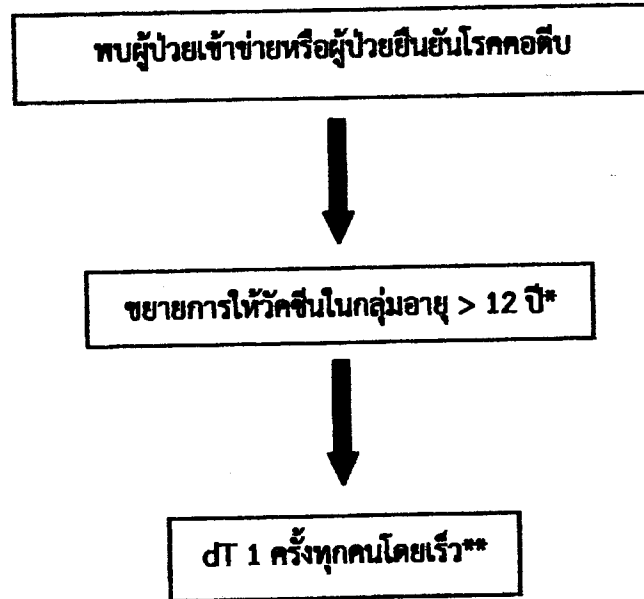 พบผู้ป่วยเข้าข่ายหรือผู้ป่วยยืนยันโรคคอตีบ
ขยายการให้วัคซีนในกลุ่มอายุ > 12 ปี*
dT 1 ครั้งทุกคนโดยเร็ว**